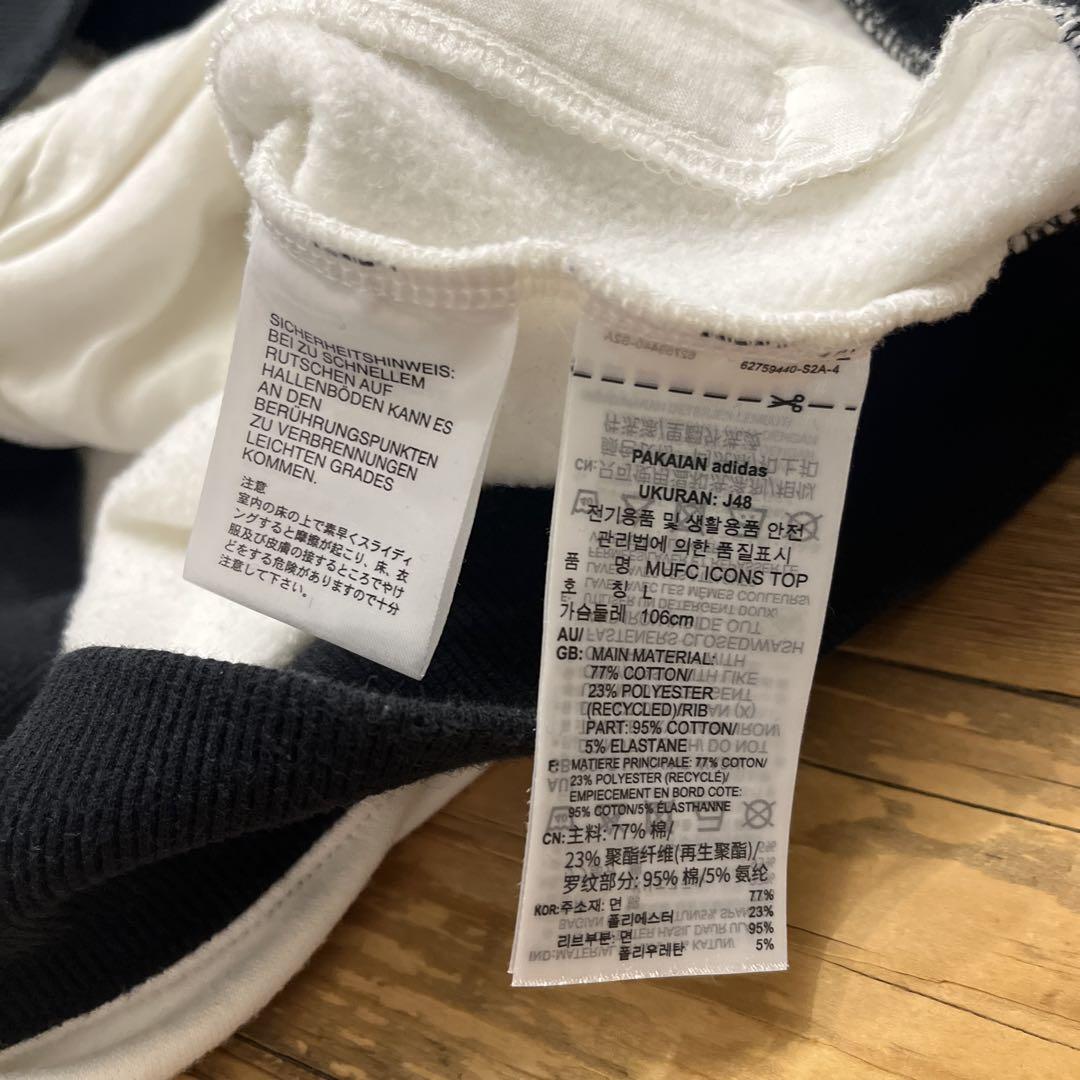 SICHERHEITSHINWEIS:
BEI ZU SCHNELLEM
RUTSCHEN AUF
HALLENBÖDEN KANN ES
AN DEN
BERÜHRUNGSPUNKTEN
ZU VERBRENNUNGEN
LEICHTEN GRADES
KOMMEN.
注意
室内の床の上で素早くスライディ
ングすると摩擦が起こり、床、衣
服及び皮膚の接するところでやけ
どをする危険がありますので十分
注意して下さい。
62759440-S2A-4
PAKAIAN adidas
UKURAN: J48
전기용품 및 생활용품 안전
관리법에 의한 품질표시
품 명 MUFC ICONS TOP
호 칭 L
가슴둘레 106cm
AU/
GB: MAIN MATERIAL:
77% COTTON/
23% POLYESTER
(RECYCLED)/RIB
PART: 95% COTTON/
5% ELASTANE
MATIERE PRINCIPALE: 77% COTON/
23% POLYESTER (RECYCLÉ)/
EMPIECEMENT EN BORD COTE:
95% COTON/5% ÉLASTHANNE
CN: 主料: 77% 棉/
23% 聚酯纤维(再生聚酯)/
罗纹部分: 95% 棉/5% 氨纶
KOR: 주소재: 면 77%
폴리에스터 23%
리브부분: 면 95%
폴리우레탄 5%